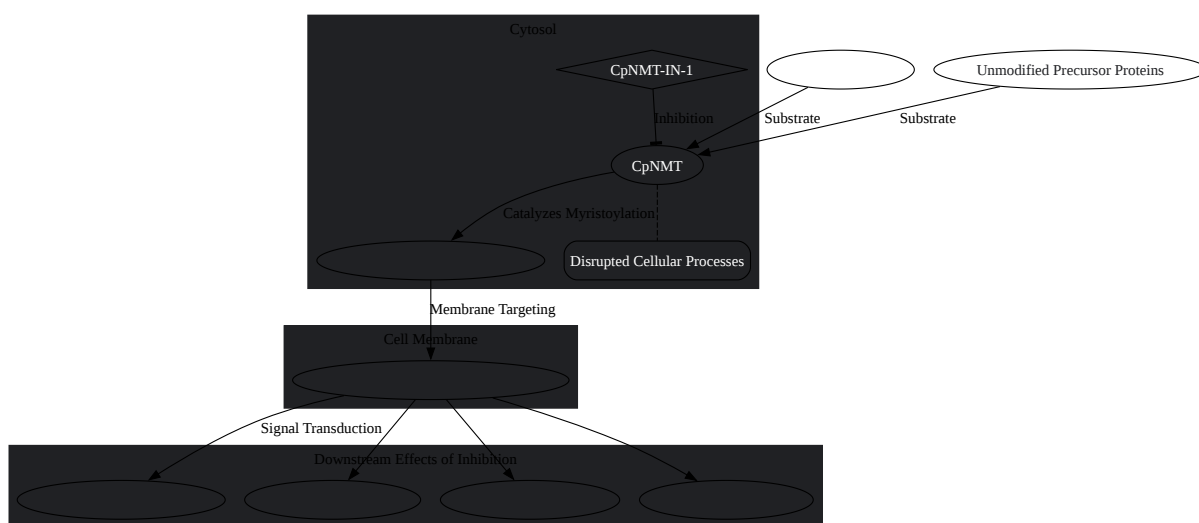 Cytosol
CpNMT-IN-1
Unmodified Precursor Proteins
Inhibition
Substrate
Substrate
CpNMT
Catalyzes Myristoylation
Disrupted Cellular Processes
Membrane Targeting
Cell Membrane
Signal Transduction
Downstream Effects of Inhibition